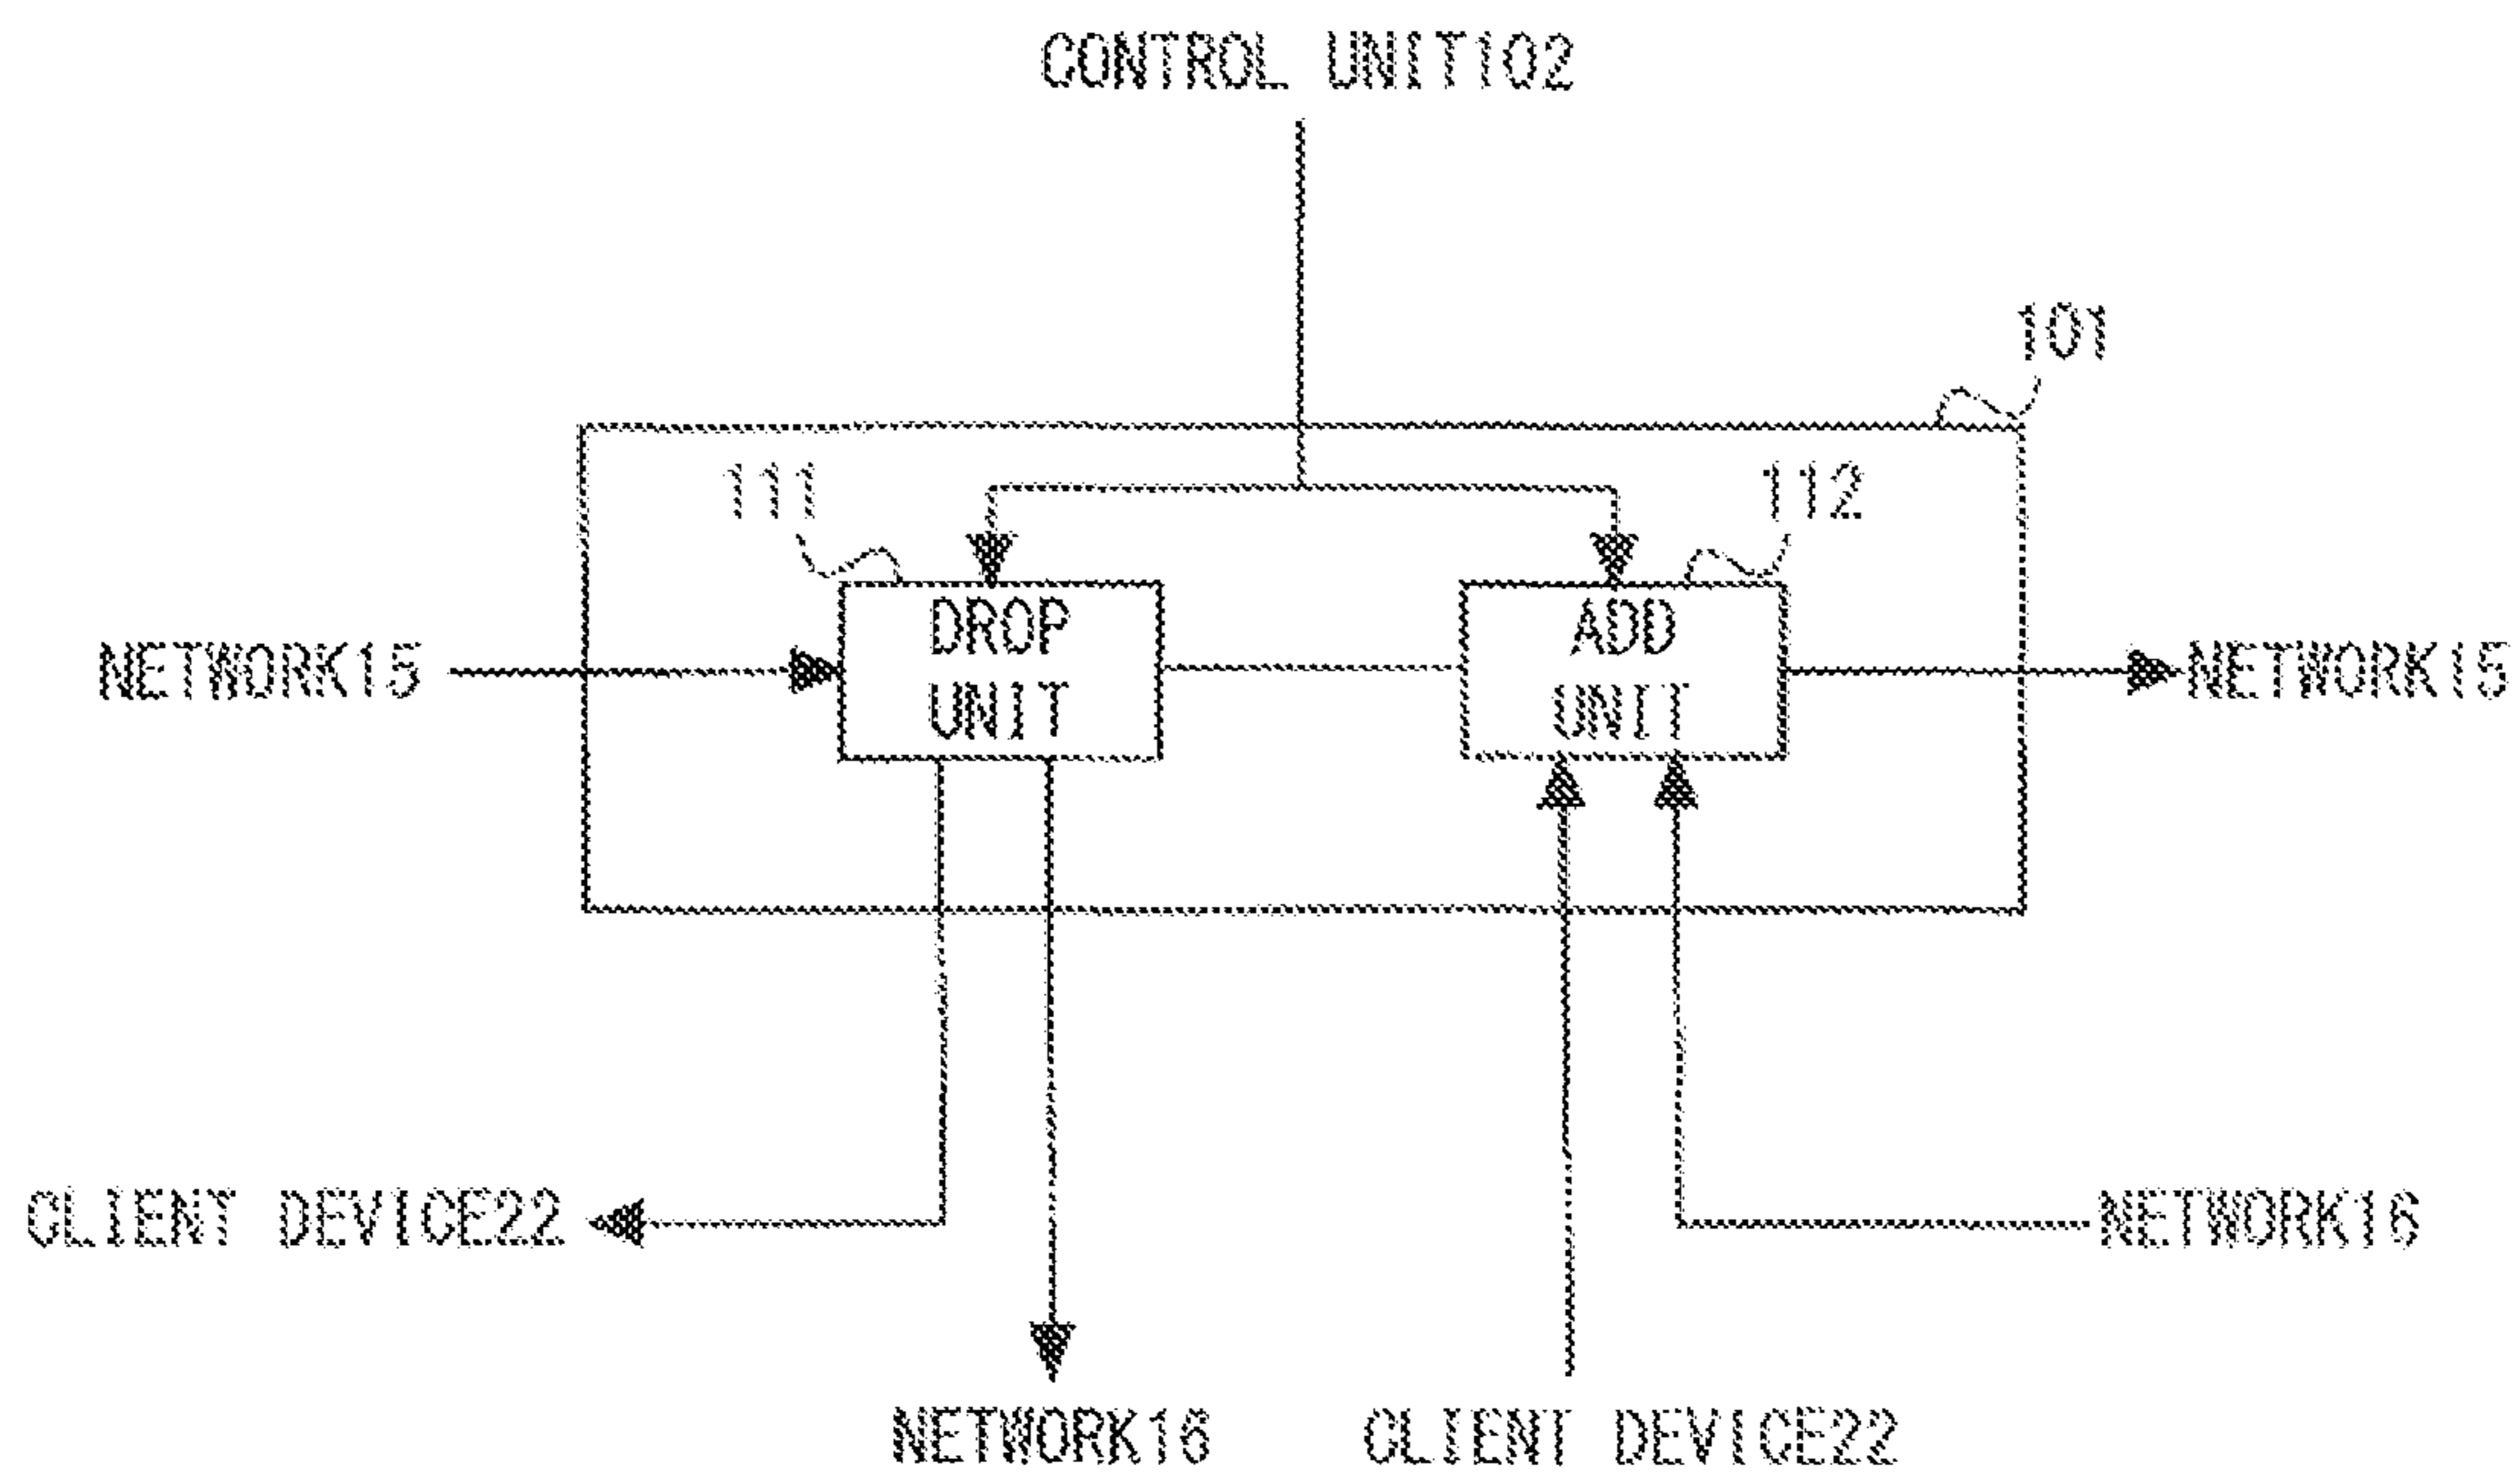 CONTROL UNIT102
101
111
112
DROP
UNIT
ADD
UNIT
NETWORK15
NETWORK15
CLIENT DEVICE22
NETWORK16
NETWORK16
CLIENT DEVICE22